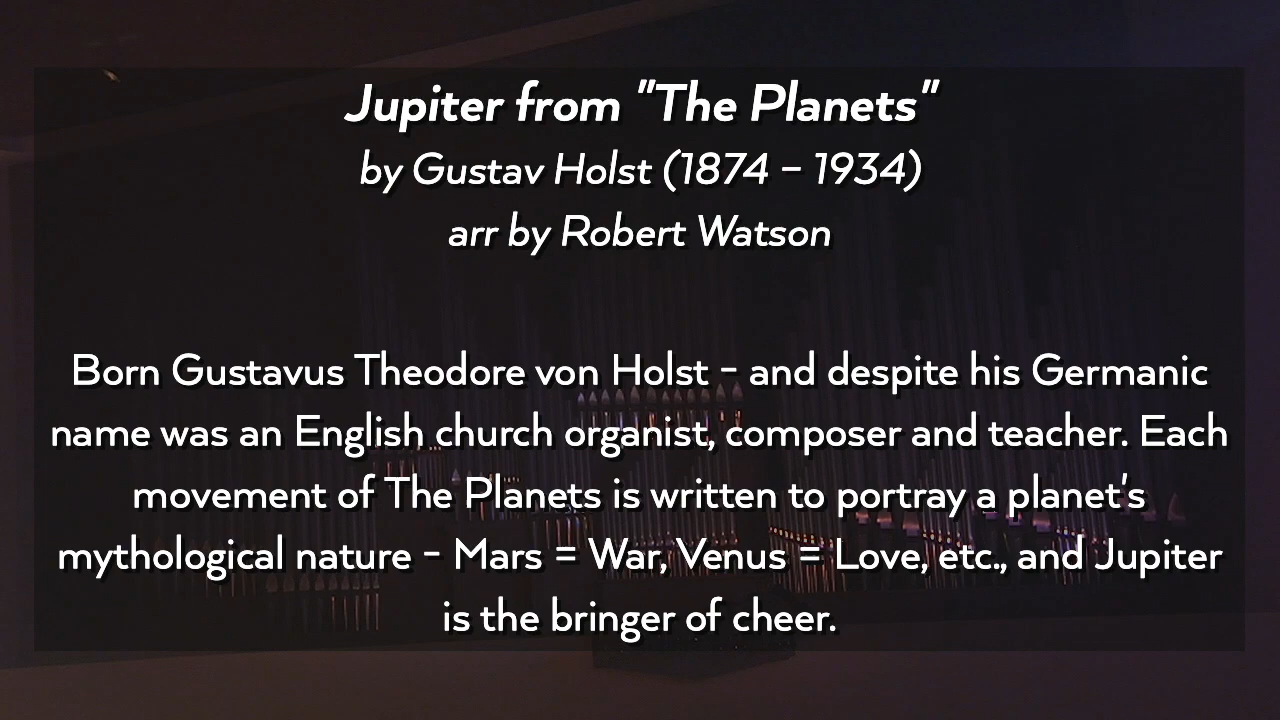 Jupiter from "The Planets"
by Gustav Holst (1874 – 1934)
arr by Robert Watson
Born Gustavus Theodore von Holst – and despite his Germanic
name was an English church organist, composer and teacher. Each
movement of The Planets is written to portray a planet's
mythological nature – Mars = War, Venus = Love, etc., and Jupiter
is the bringer of cheer.